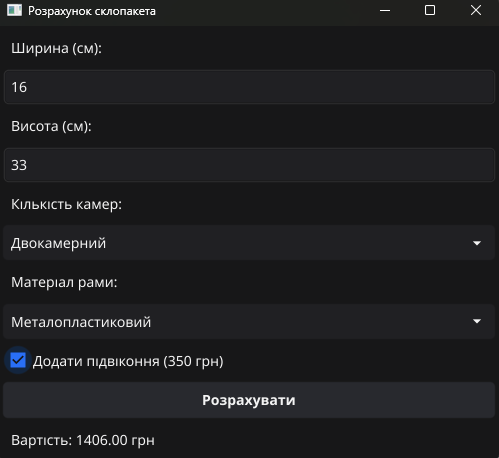 Розрахунок склопакета
Ширина (см):
16
Висота (см):
33
Кількість камер:
Двокамерний
Матеріал рами:
Металопластиковий
Додати підвіконня (350 грн)
Розрахувати
Вартість: 1406.00 грн